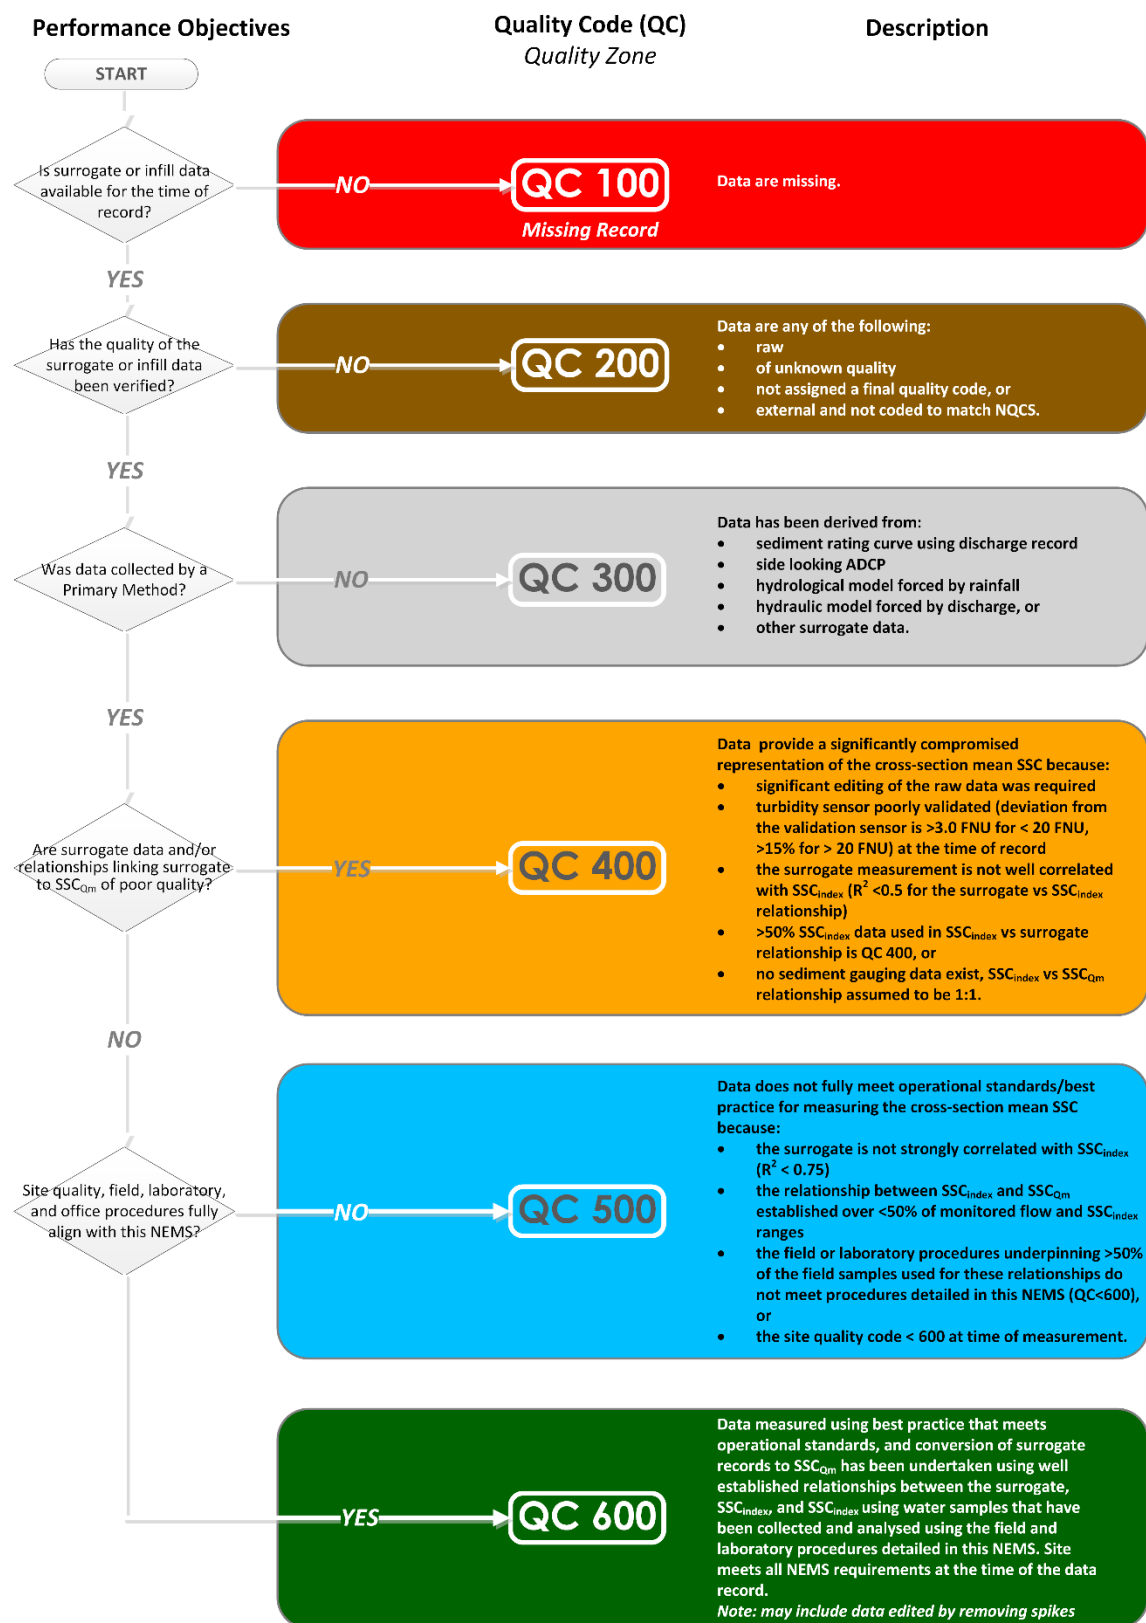 Performance Objectives
Quality Code (QC)
Quality Zone
Description
START
Is surrogate or infill data
available for the time of
record?
NO
QC 100
Missing Record
Data are missing.
YES
Has the quality of the
surrogate or infill data
been verified?
NO
QC 200
Data are any of the following:
• raw
• of unknown quality
• not assigned a final quality code, or
• external and not coded to match NQCS.
YES
Was data collected by a
Primary Method?
NO
QC 300
Data has been derived from:
• sediment rating curve using discharge record
• side looking ADCP
• hydrological model forced by rainfall
• hydraulic model forced by discharge, or
• other surrogate data.
YES
Are surrogate data and/or
relationships linking surrogate
to SSCQm of poor quality?
YES
QC 400
Data provide a significantly compromised
representation of the cross-section mean SSC because:
• significant editing of the raw data was required
• turbidity sensor poorly validated (deviation from
the validation sensor is >3.0 FNU for < 20 FNU,
>15% for > 20 FNU) at the time of record
• the surrogate measurement is not well correlated
with SSCindex (R² <0.5 for the surrogate vs SSCindex
relationship)
• >50% SSCindex data used in SSCindex vs surrogate
relationship is QC 400, or
• no sediment gauging data exist, SSCindex vs SSCQm
relationship assumed to be 1:1.
NO
Site quality, field, laboratory,
and office procedures fully
align with this NEMS?
NO
QC 500
Data does not fully meet operational standards/best
practice for measuring the cross-section mean SSC
because:
• the surrogate is not strongly correlated with SSCindex
(R² < 0.75)
• the relationship between SSCindex and SSCQm
established over <50% of monitored flow and SSCindex
ranges
• the field or laboratory procedures underpinning >50%
of the field samples used for these relationships do
not meet procedures detailed in this NEMS (QC<600),
or
• the site quality code < 600 at time of measurement.
YES
QC 600
Data measured using best practice that meets
operational standards, and conversion of surrogate
records to SSCQm has been undertaken using well
established relationships between the surrogate,
SSCindex, and SSCindex using water samples that have
been collected and analysed using the field and
laboratory procedures detailed in this NEMS. Site
meets all NEMS requirements at the time of the data
record.
Note: may include data edited by removing spikes